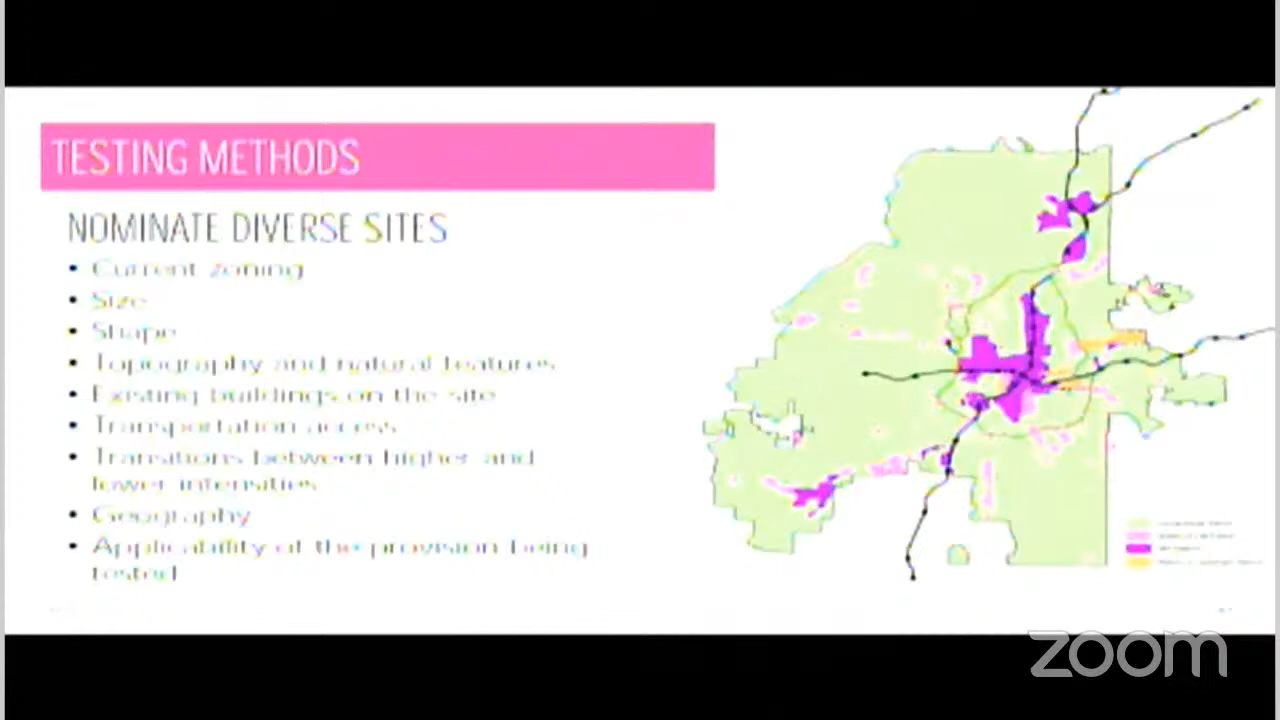 TESTING METHODS
NOMINATE DIVERSE SITES
• Current zoning
• Size
• Shape
• Topography and natural features
• Existing buildings on the site
• Transportation access
• Transitions between higher and
lower intensities
• Geography
• Applicability of the provision being
tested
zoom